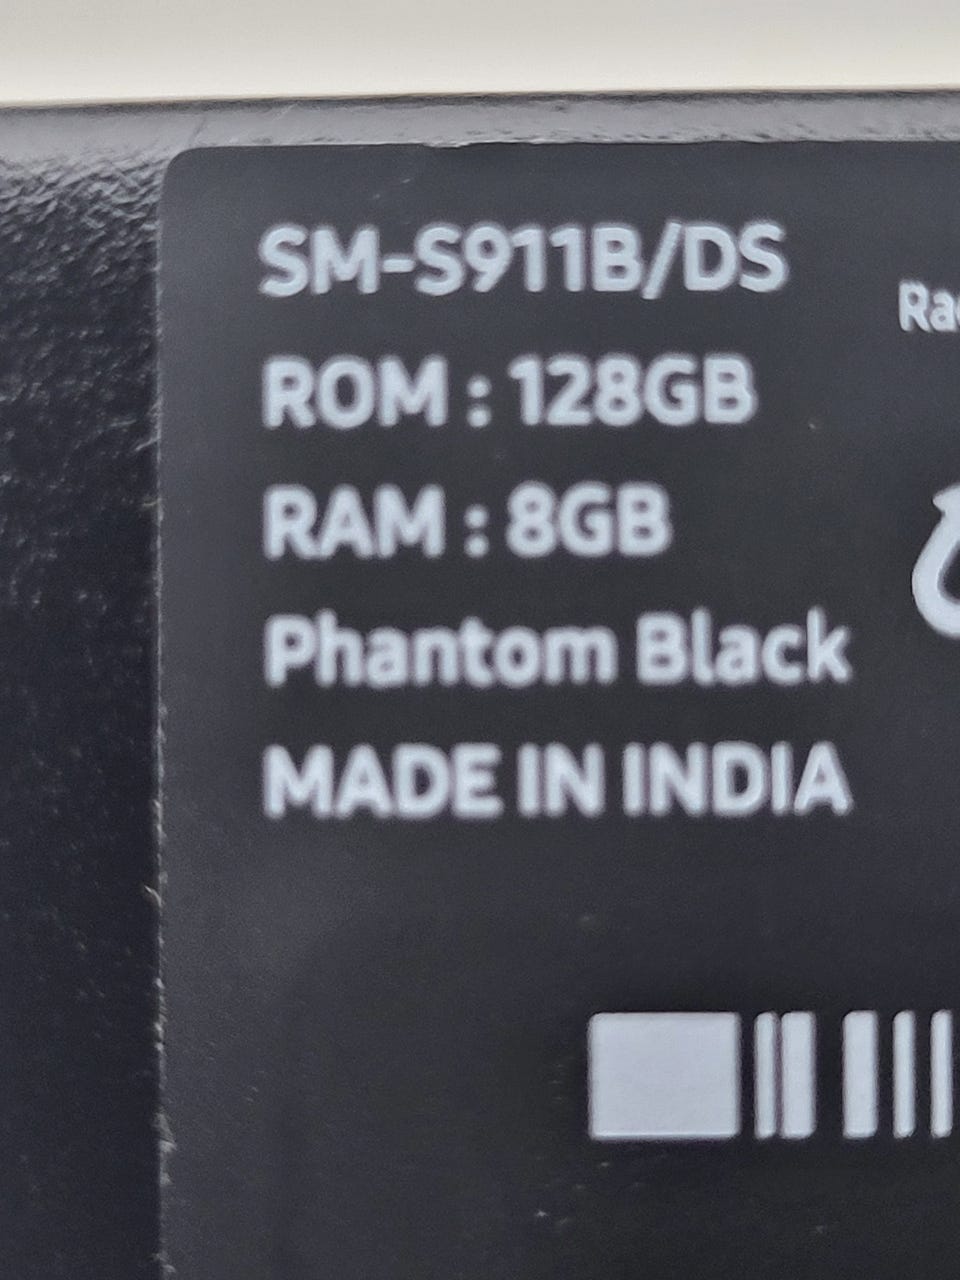 SM-S911B/DS
ROM : 128GB
RAM : 8GB
Phantom Black
MADE IN INDIA